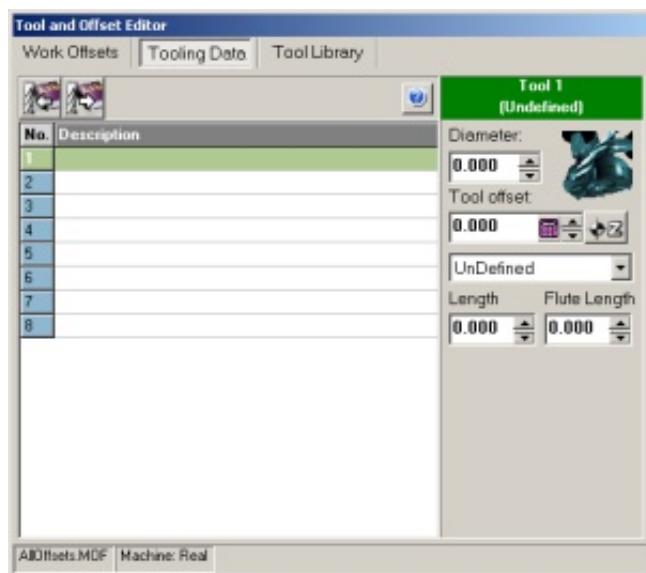 Tool and Offset Editor
Work Offsets Tooling Data Tool Library
Tool 1
(Undefined)
No. Description
1
2
3
4
5
6
7
8
Diameter:
0.000
Tool offset:
0.000
UnDefined
Length Flute Length
0.000 0.000
AllOffsets.MDF Machine: Real